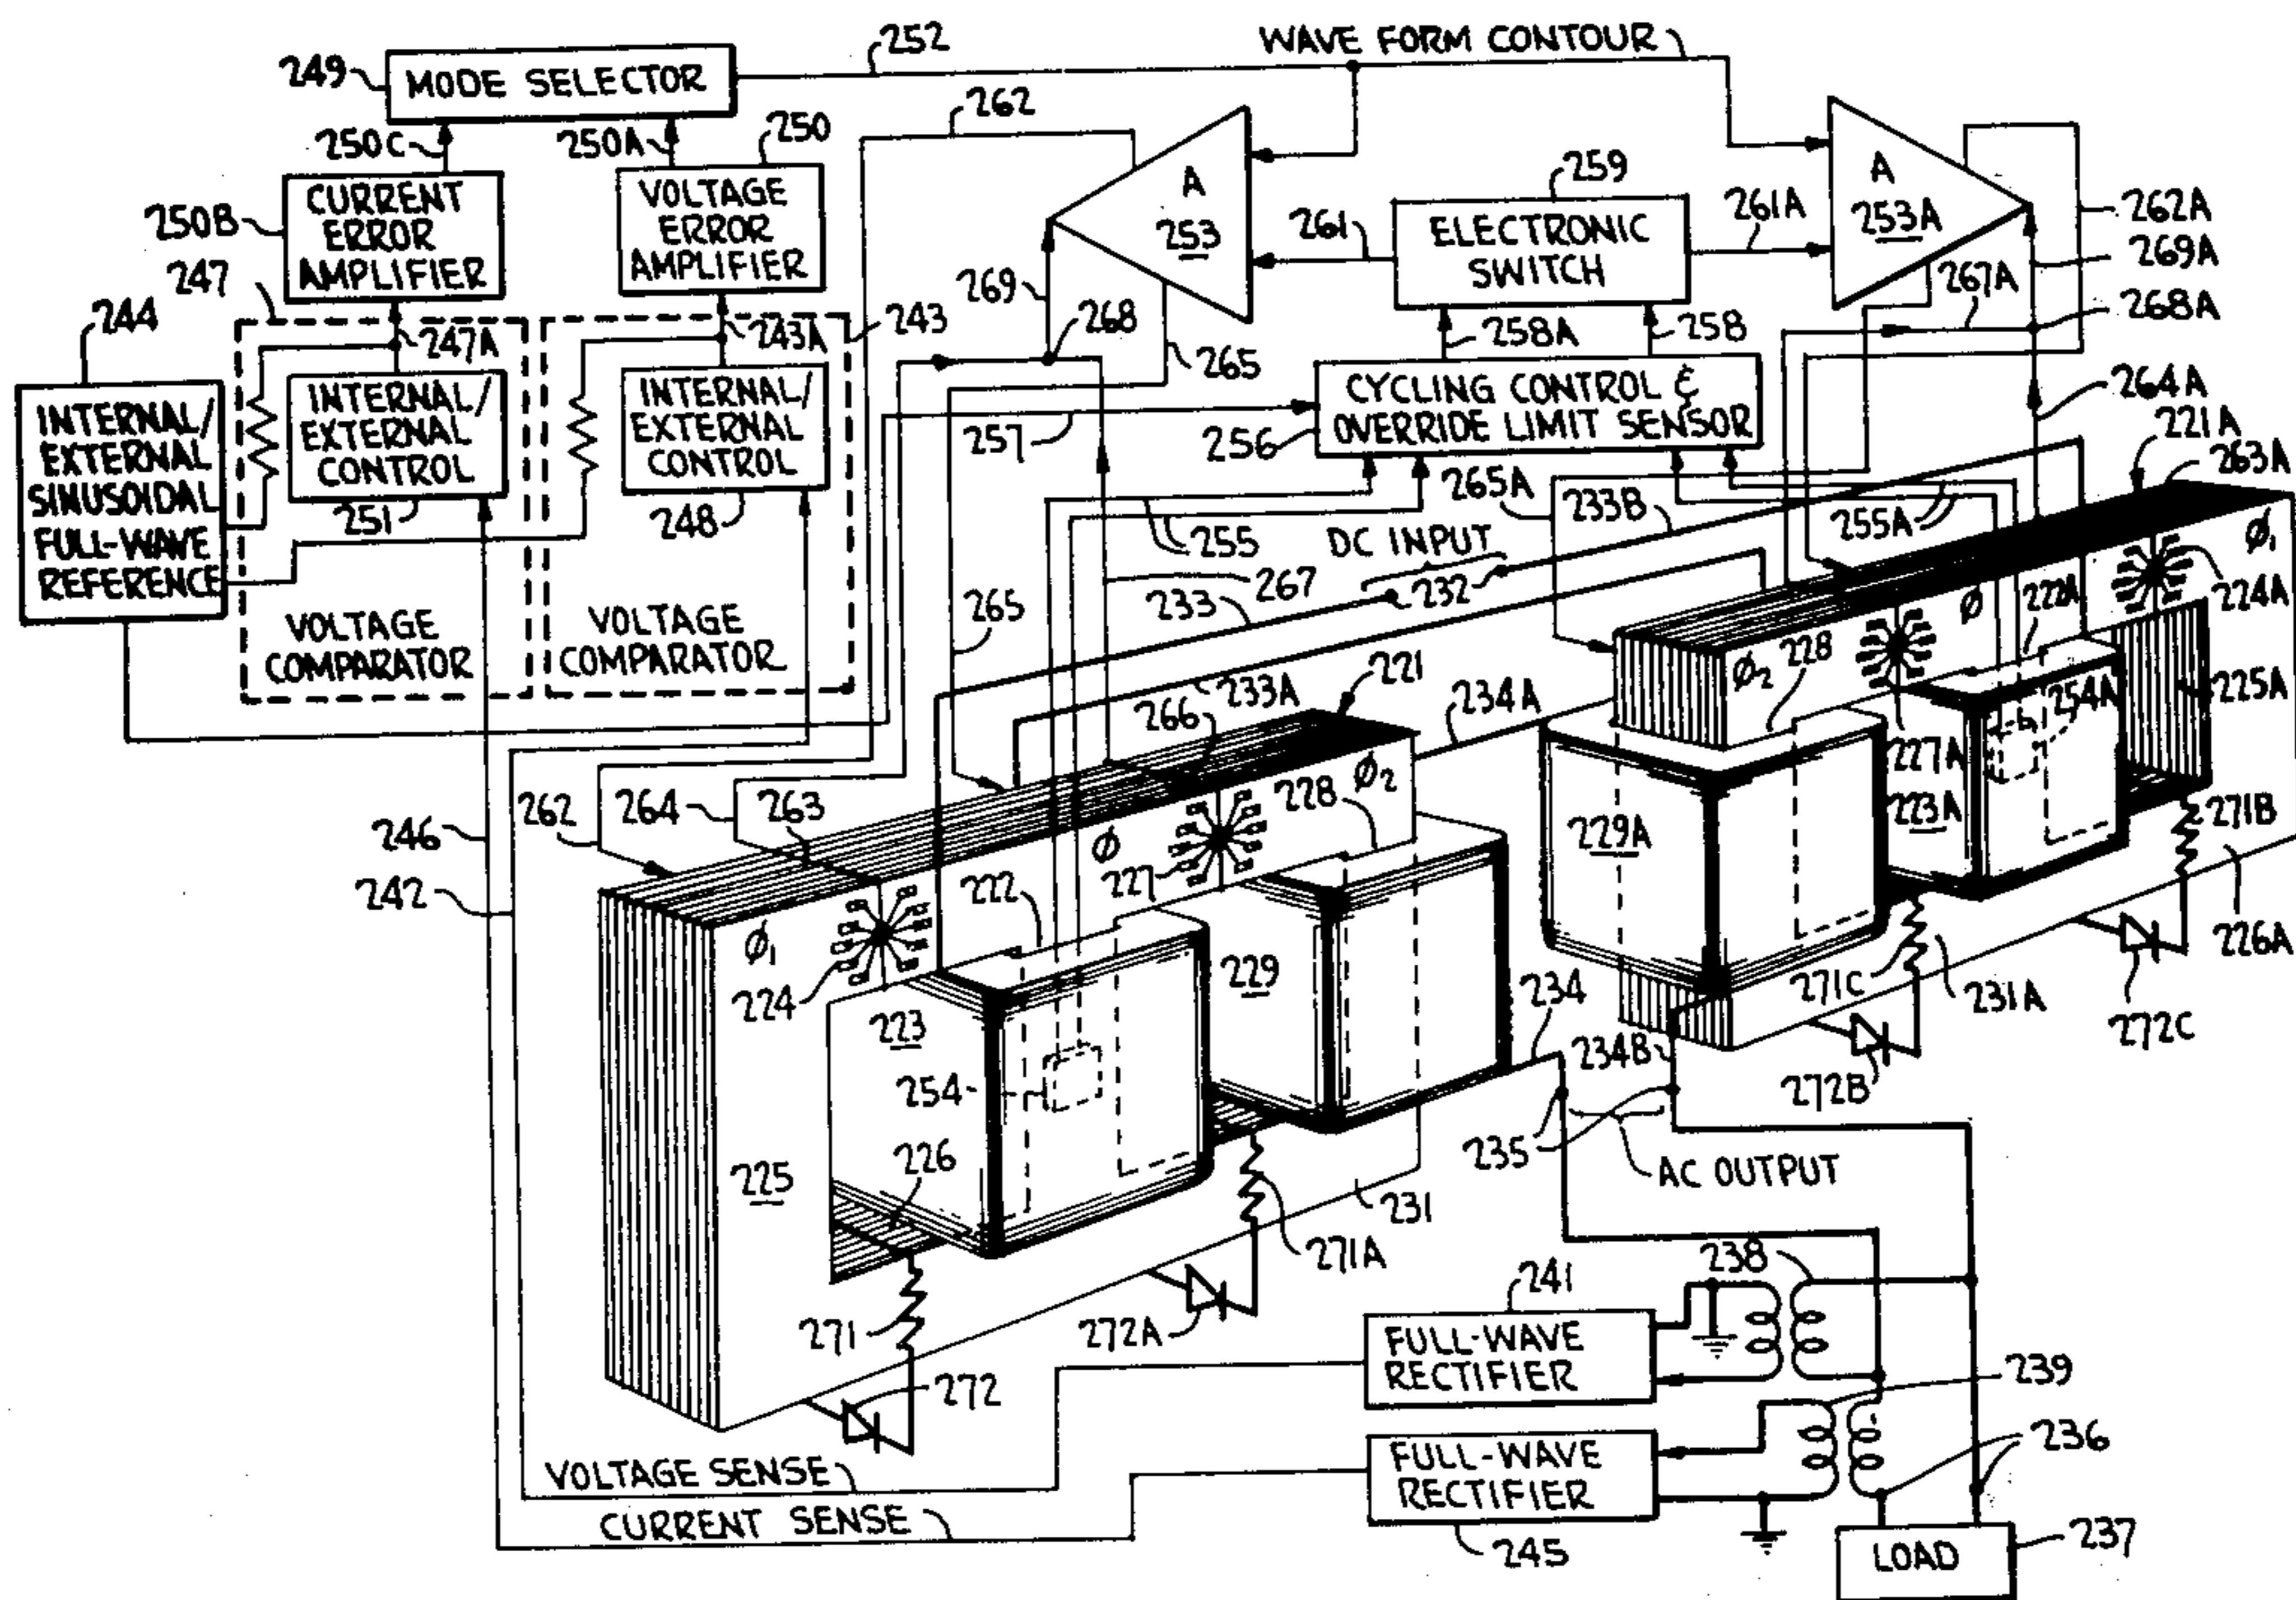 252
WAVE FORM CONTOUR
249
MODE SELECTOR
262
250C
250A
250
259
A
253
A
253A
250B
CURRENT
ERROR
AMPLIFIER
VOLTAGE
ERROR
AMPLIFIER
261
ELECTRONIC
SWITCH
261A
262A
269A
247
269
267A
244
247A
243A
243
268
258A
258
268A
265
264A
INTERNAL/
EXTERNAL
SINUSOIDAL
FULL-WAVE
REFERENCE
INTERNAL/
EXTERNAL
CONTROL
INTERNAL/
EXTERNAL
CONTROL
CYCLING CONTROL &
OVERRIDE LIMIT SENSOR
257
256
221A
263A
251
248
265A
233B
255A
255
DC INPUT
Ø1
267
232
224A
265
233
Ø
222A
VOLTAGE
COMPARATOR
VOLTAGE
COMPARATOR
Ø2
228
254A
225A
233A
221
266
234A
227A
223A
271B
262
264
263
Ø2
228
246
Ø
227
229A
242
222
226A
Ø1
224
223
229
234
271C
231A
272C
254
234B
272B
226
235
AC OUTPUT
225
231
271A
238
241
271
272A
FULL-WAVE
RECTIFIER
239
272
236
VOLTAGE SENSE
FULL-WAVE
RECTIFIER
CURRENT SENSE
245
LOAD
237